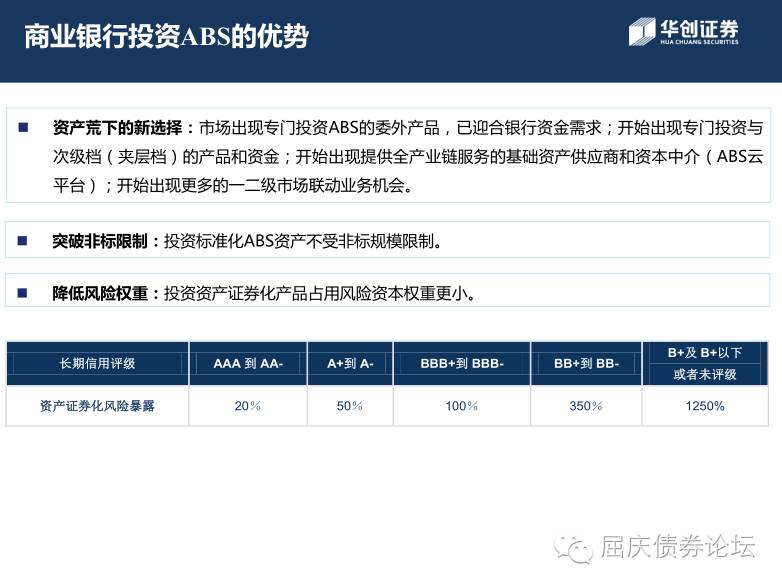 商业银行投资ABS的优势
华创证券
HUA CHUANG SECURITIES
■ 资产荒下的新选择：市场出现专门投资ABS的委外产品，已迎合银行资金需求；开始出现专门投资与
次级档（夹层档）的产品和资金；开始出现提供全产业链服务的基础资产供应商和资本中介（ABS云
平台）；开始出现更多的一二级市场联动业务机会。
■ 突破非标限制：投资标准化ABS资产不受非标规模限制。
■ 降低风险权重：投资资产证券化产品占用风险资本权重更小。
长期信用评级 AAA 到 AA- A+到 A- BBB+到 BBB- BB+到 BB- B+及 B+以下
或者未评级
资产证券化风险暴露 20% 50% 100% 350% 1250%
屈庆债券论坛